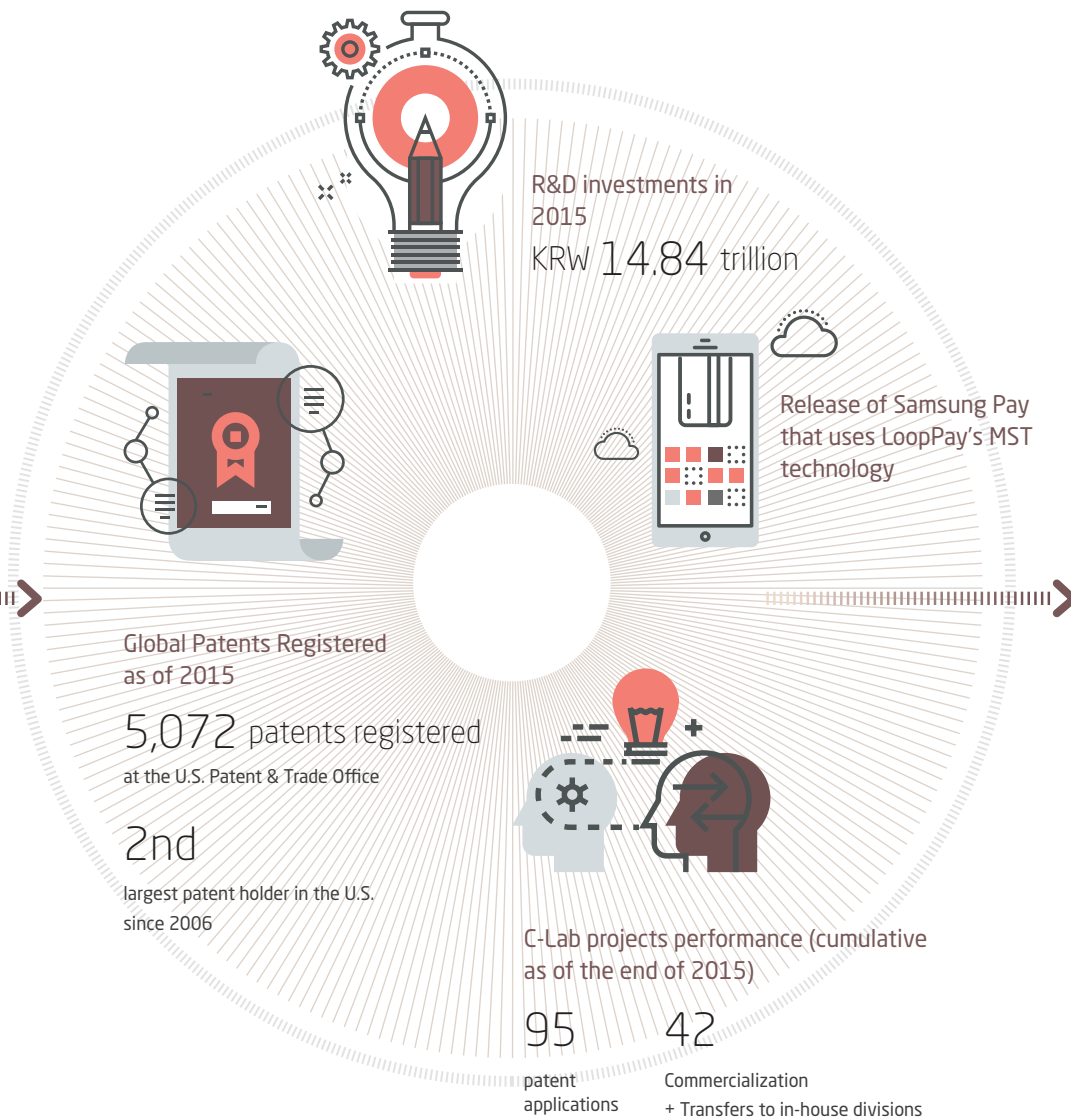 R&D investments in
2015
KRW 14.84 trillion
Release of Samsung Pay
that uses LoopPay's MST
technology
Global Patents Registered
as of 2015
5,072 patents registered
at the U.S. Patent & Trade Office
2nd
largest patent holder in the U.S.
since 2006
C-Lab projects performance (cumulative
as of the end of 2015)
95
patent
applications
42
Commercialization
+ Transfers to in-house divisions